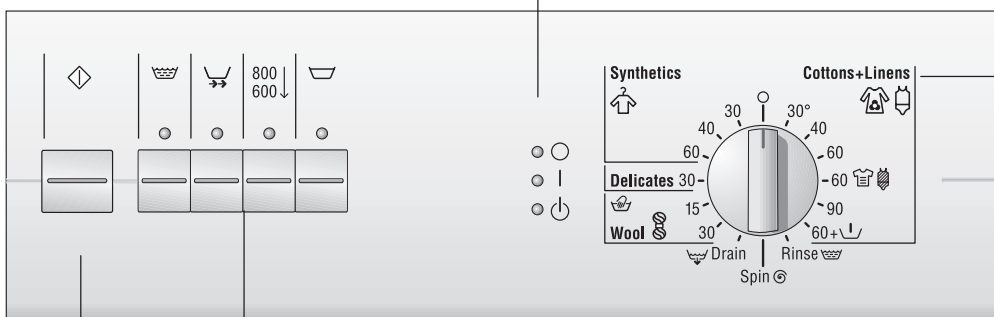 800
600
Synthetics
Cottons+Linens
30
30°
40
40
60
60
Delicates 30
60
15
90
Wool
30
60+
Drain
Rinse
Spin